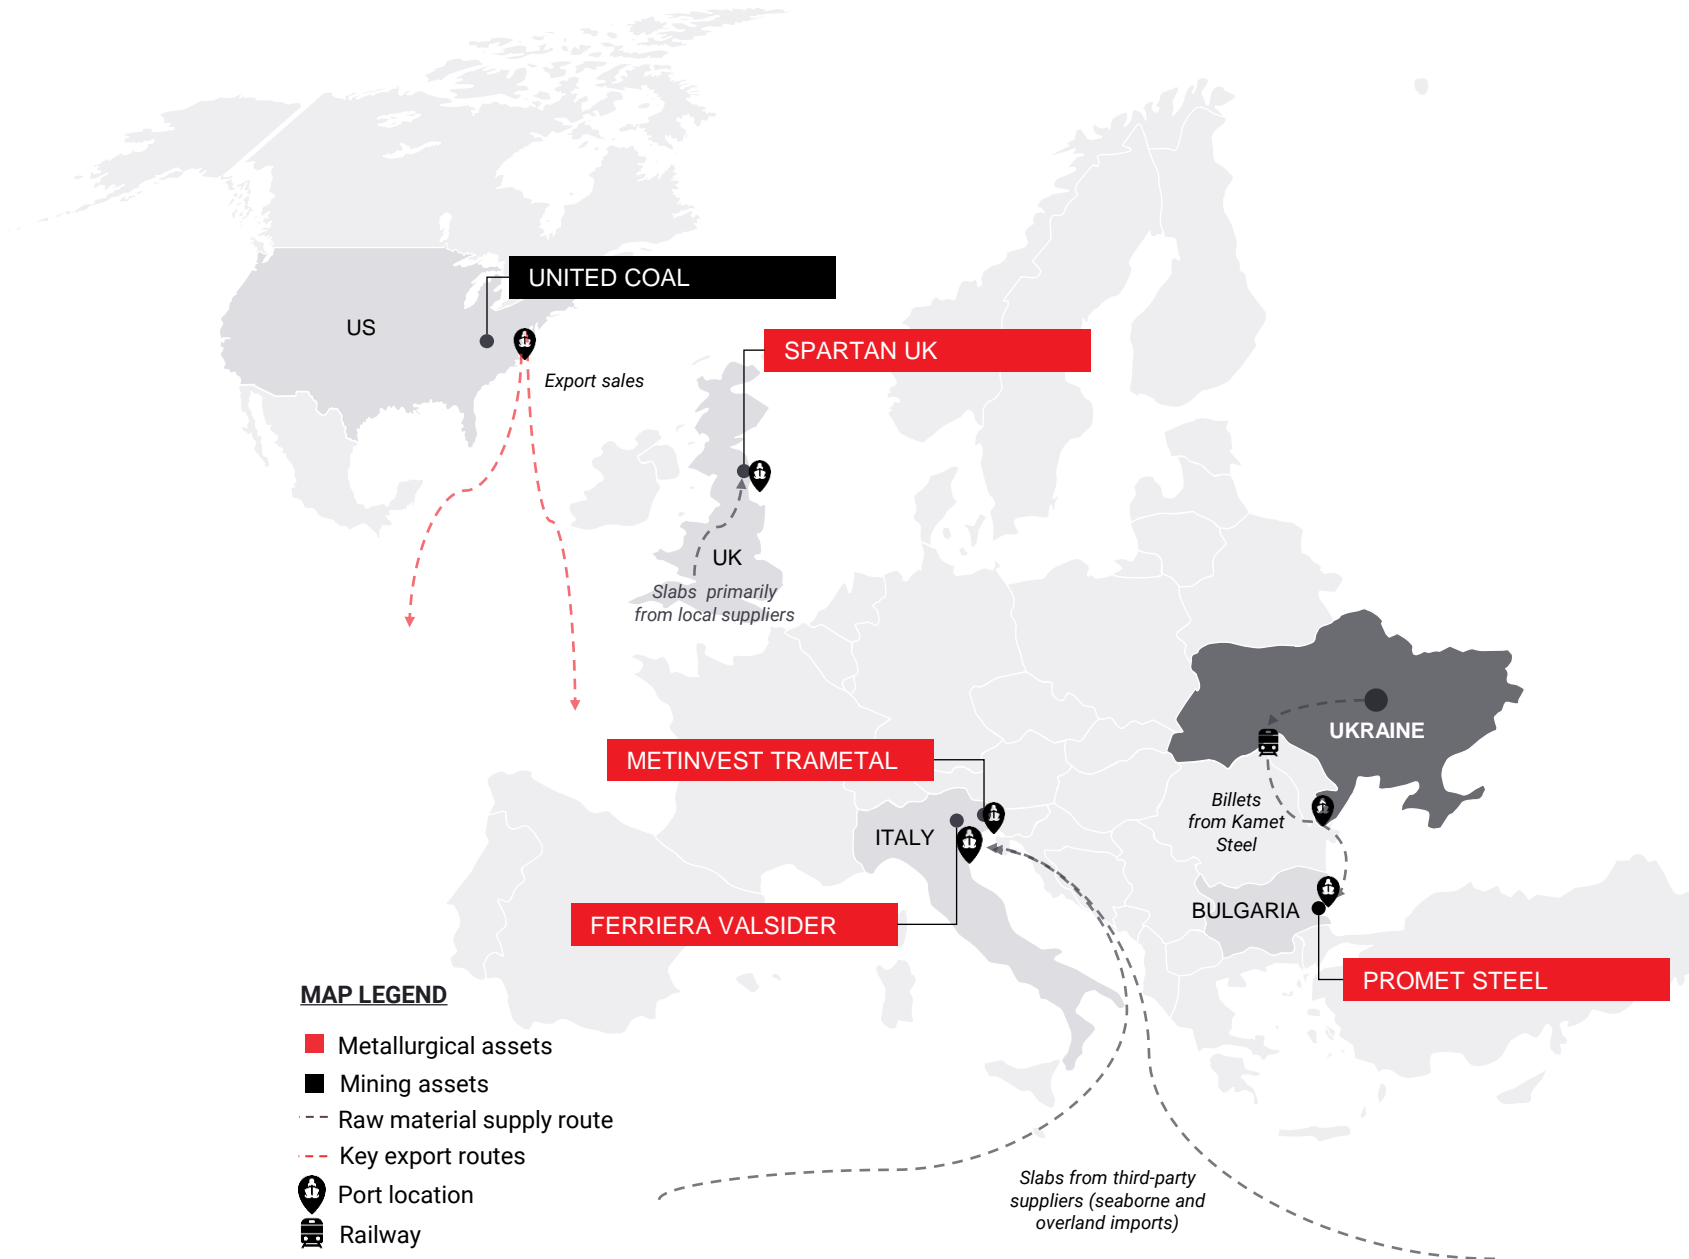 UNITED COAL
US
SPARTAN UK
Export sales
UK
Slabs primarily
from local suppliers
UKRAINE
METINVEST TRAMETAL
Billets
from Kamet
Steel
ITALY
BULGARIA
FERRIERA VALSIDER
PROMET STEEL
MAP LEGEND
Metallurgical assets
Mining assets
Raw material supply route
Key export routes
Port location
Railway
Slabs from third-party
suppliers (seaborne and
overland imports)